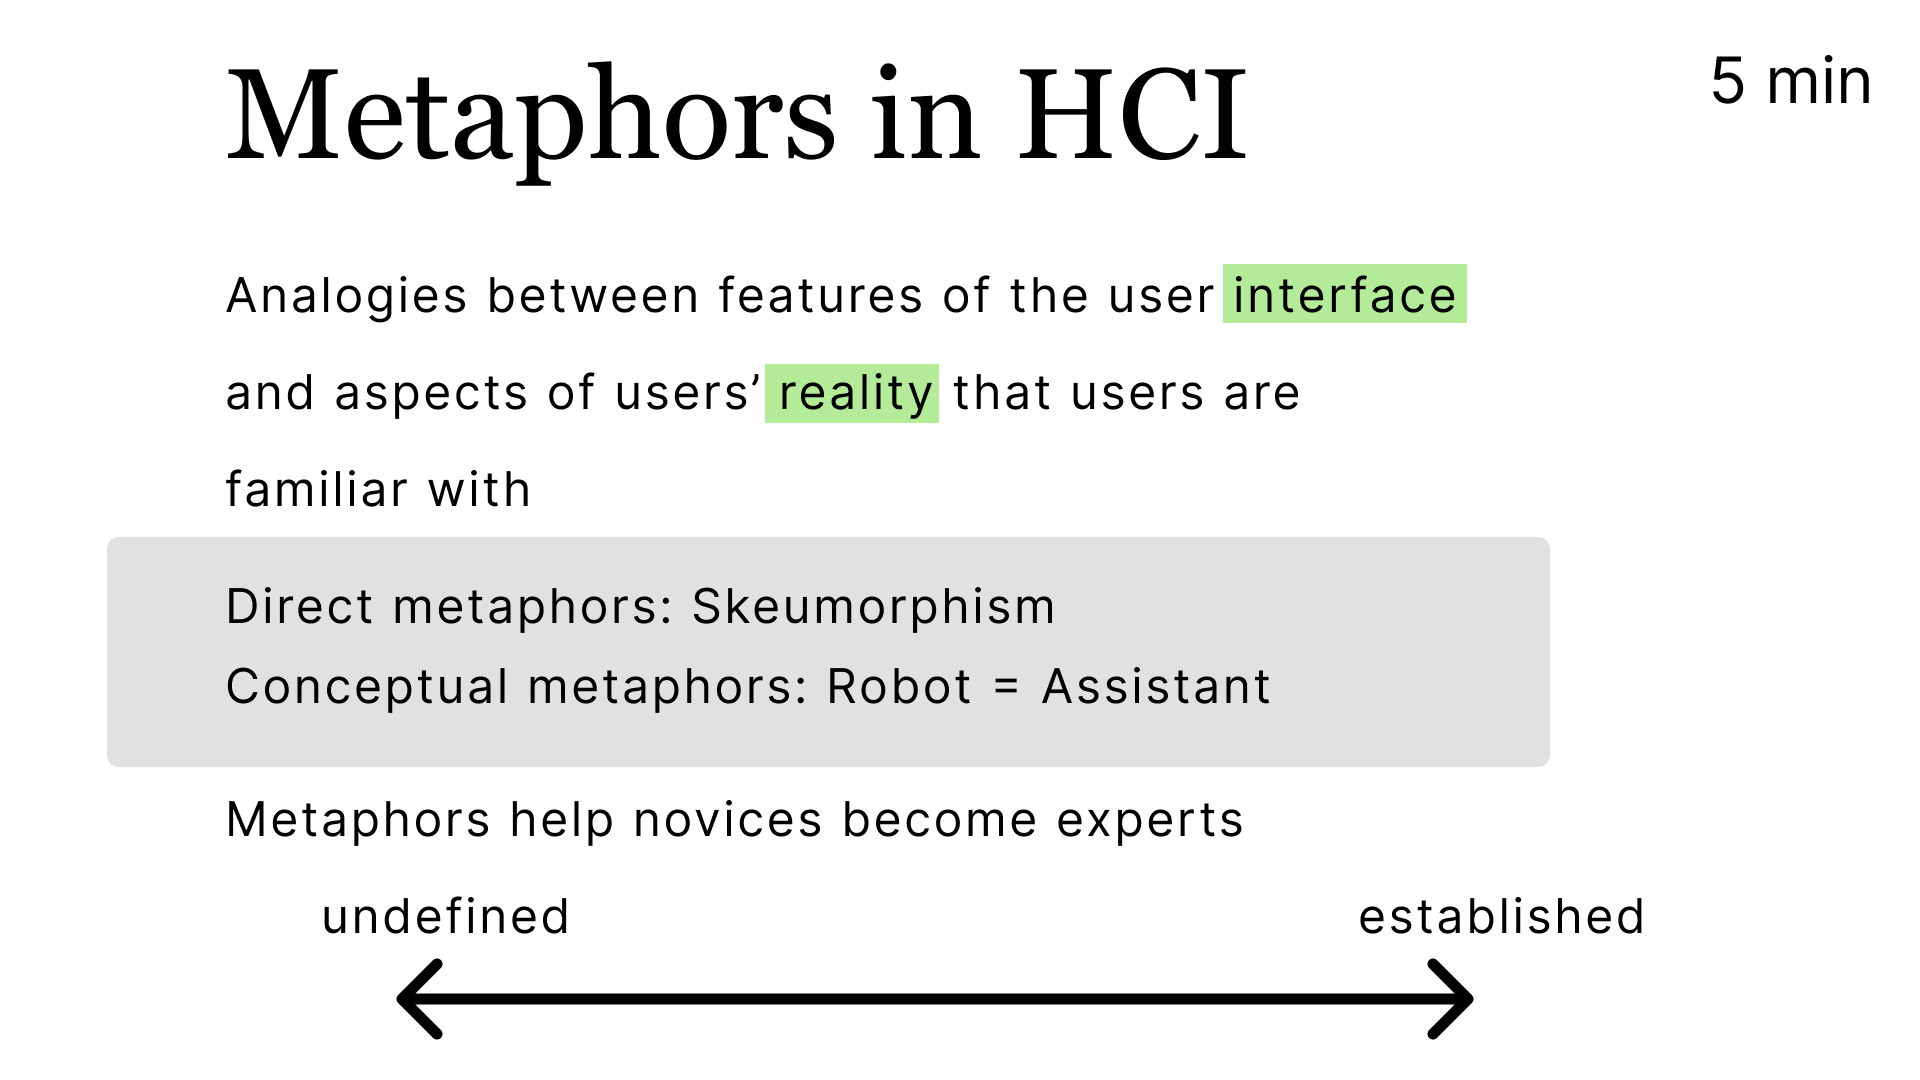 Metaphors in HCI
5 min
Analogies between features of the user interface
and aspects of users’ reality that users are
familiar with
Direct metaphors: Skeumorphism
Conceptual metaphors: Robot = Assistant
Metaphors help novices become experts
undefined
established